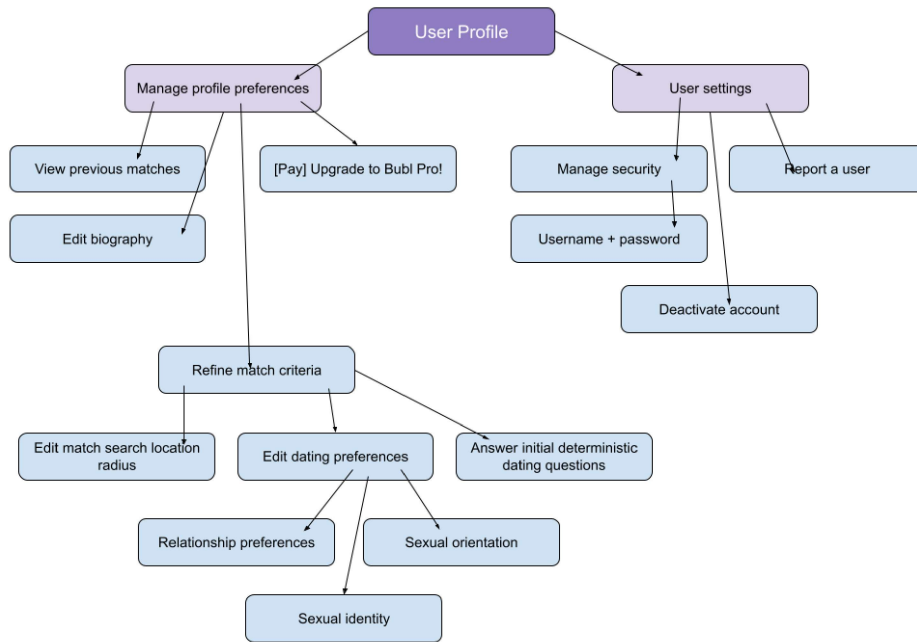 User Profile
Manage profile preferences
User settings
View previous matches
[Pay] Upgrade to Bubl Pro!
Manage security
Report a user
Edit biography
Username + password
Deactivate account
Refine match criteria
Edit match search location
radius
Edit dating preferences
Answer initial deterministic
dating questions
Relationship preferences
Sexual orientation
Sexual identity